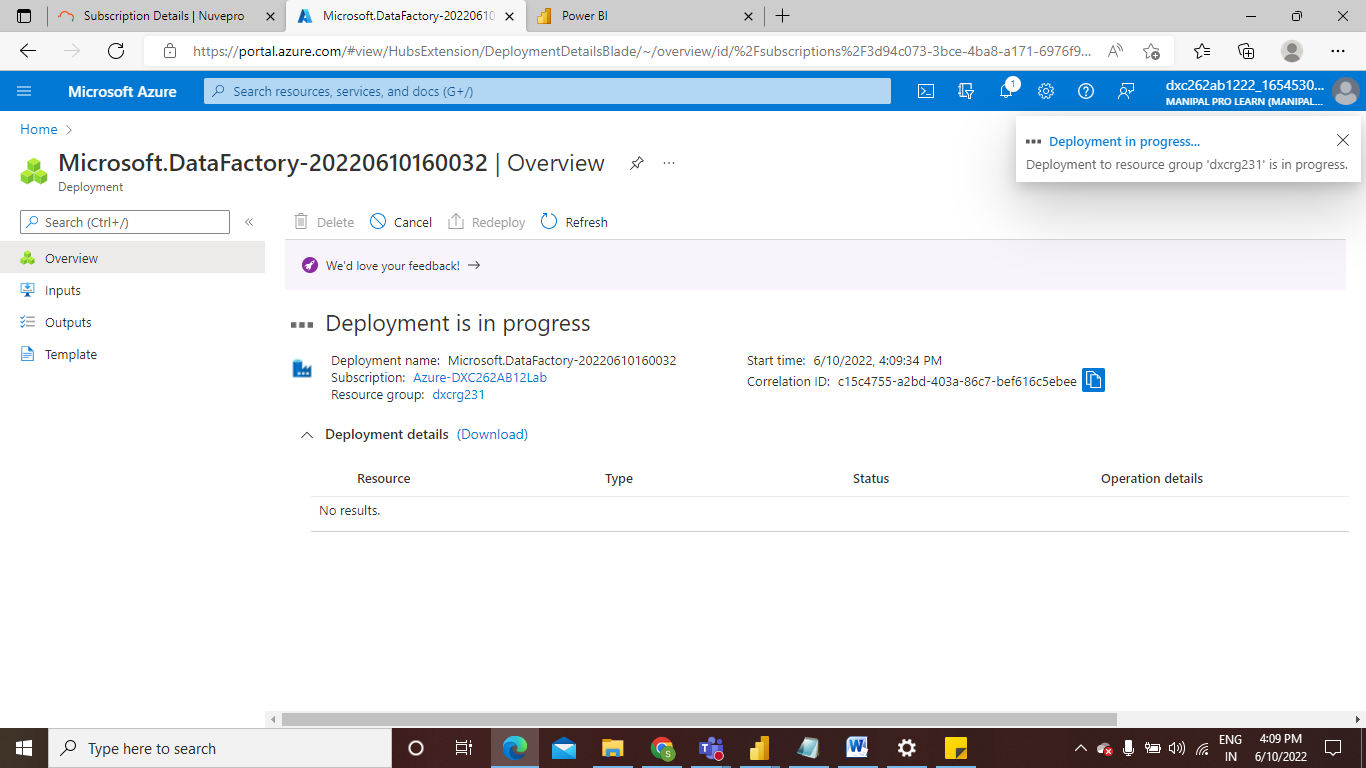 Subscription Details | Nuvepro
Microsoft.DataFactory-20220610
Power BI
https://portal.azure.com/#view/HubsExtension/DeploymentDetailsBlade/~/overview/id/%2Fsubscriptions%2F3d94c073-3bce-4ba8-a171-6976f9...
Microsoft Azure
Search resources, services, and docs (G+/)
1
dxc262ab1222_1654530...
MANIPAL PRO LEARN (MANIPAL...
Home
Deployment in progress...
Deployment to resource group 'dxcrg231' is in progress.
Microsoft.DataFactory-20220610160032 | Overview
Deployment
Search (Ctrl+/)
Delete
Cancel
Redeploy
Refresh
Overview
Inputs
Outputs
Template
We'd love your feedback!
Deployment is in progress
Deployment name: Microsoft.DataFactory-20220610160032
Subscription: Azure-DXC262AB12Lab
Resource group: dxcrg231
Start time: 6/10/2022, 4:09:34 PM
Correlation ID: c15c4755-a2bd-403a-86c7-bef616c5ebee
Deployment details (Download)
Resource Type Status Operation details
No results.
Type here to search
ENG
IN
4:09 PM
6/10/2022